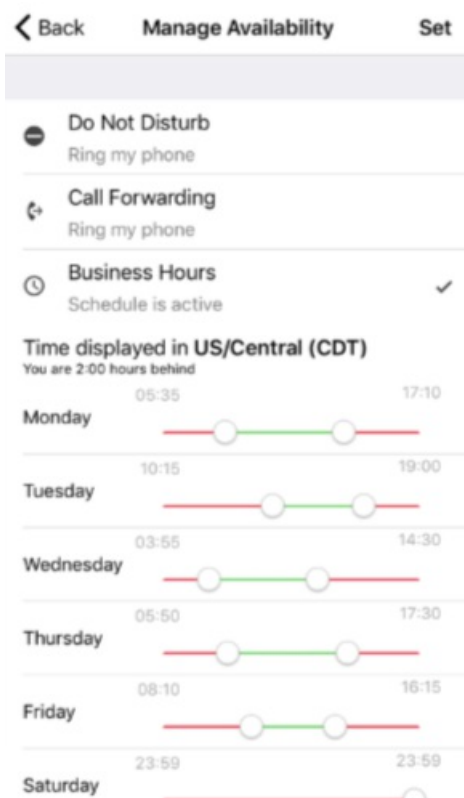 Back Manage Availability Set
Do Not Disturb
Ring my phone
Call Forwarding
Ring my phone
Business Hours
Schedule is active
Time displayed in US/Central (CDT)
You are 2:00 hours behind
05:35 17:10
Monday
10:15 19:00
Tuesday
03:55 14:30
Wednesday
05:50 17:30
Thursday
08:10 16:15
Friday
23:59 23:59
Saturday